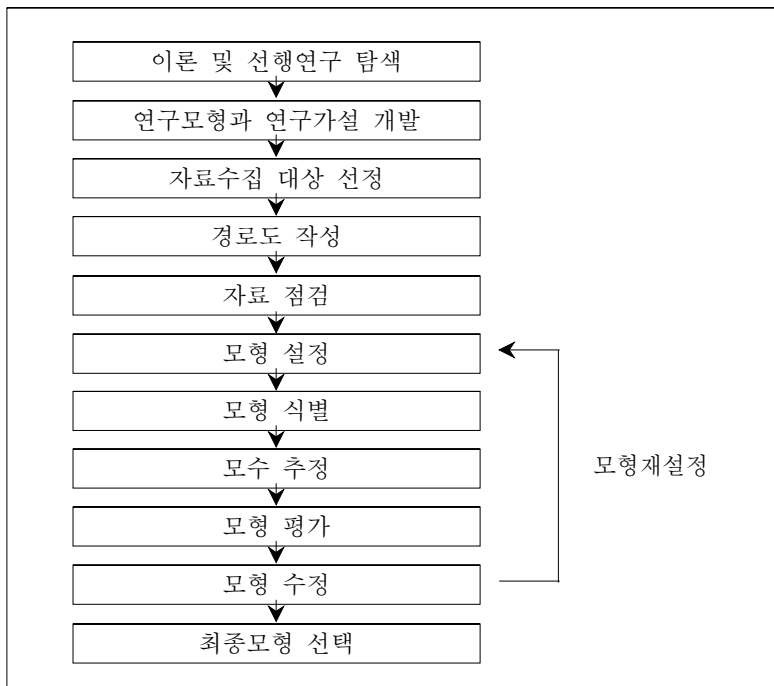 이론 및 선행연구 탐색
연구모형과 연구가설 개발
자료수집 대상 선정
경로도 작성
자료 점검
모형 설정
모형 식별
모수 추정
모형재설정
모형 평가
모형 수정
최종모형 선택